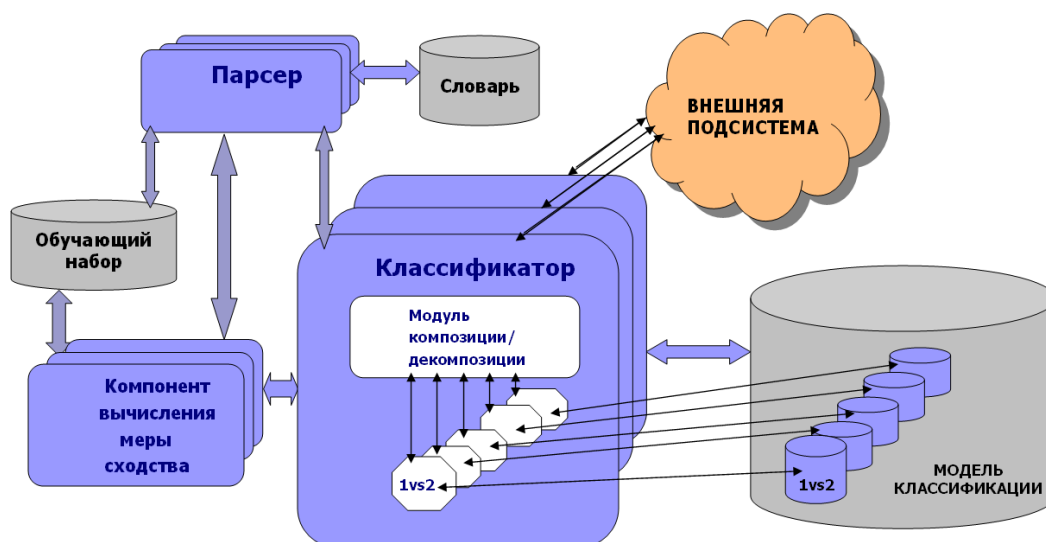 Парсер
Словарь
ВНЕШНЯЯ
ПОДСИСТЕМА
Обучающий
набор
Классификатор
Модуль
композиции/
декомпозиции
Компонент
вычисления
меры
сходства
1vs2
1vs2
МОДЕЛЬ
КЛАССИФИКАЦИИ